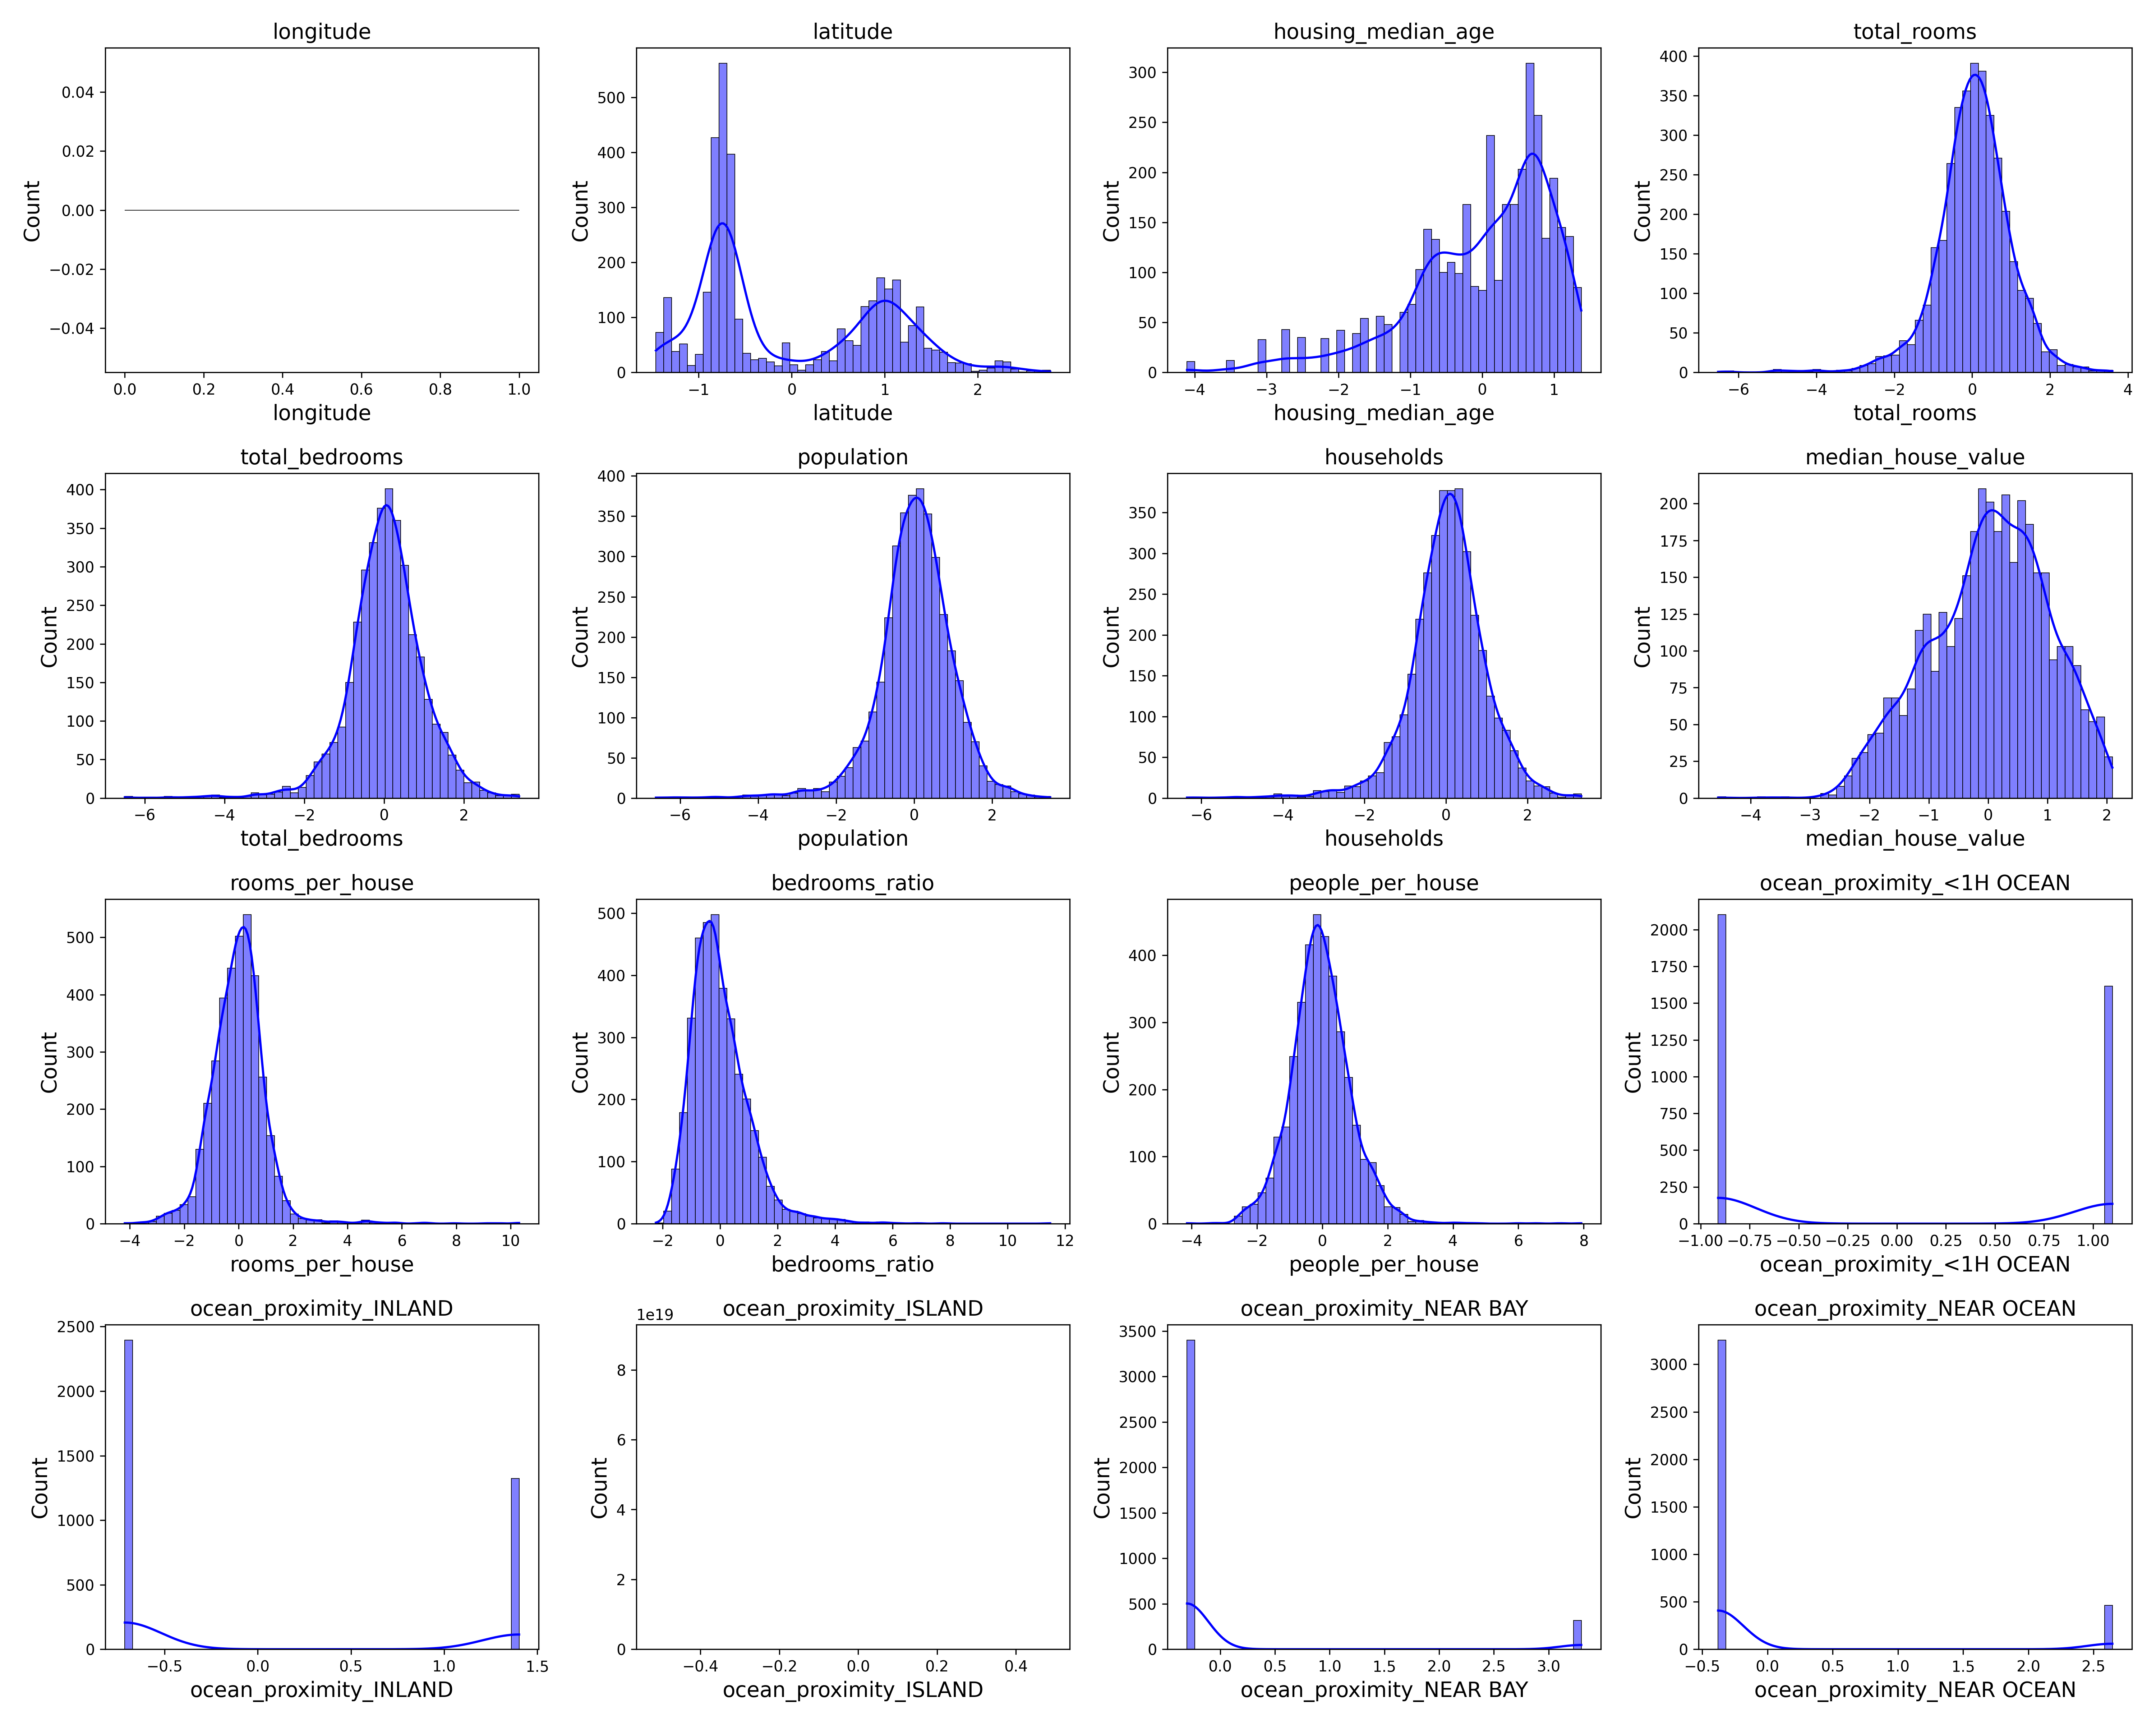 longitude
Count
0.04
0.02
0.00
−0.02
−0.04
0.0 0.2 0.4 0.6 0.8 1.0
longitude
latitude
Count
500
400
300
200
100
0
−1 0 1 2
latitude
housing_median_age
Count
300
250
200
150
100
50
0
−4 −3 −2 −1 0 1
housing_median_age
total_rooms
Count
400
350
300
250
200
150
100
50
0
−6 −4 −2 0 2 4
total_rooms
total_bedrooms
Count
400
350
300
250
200
150
100
50
0
−6 −4 −2 0 2
total_bedrooms
population
Count
400
350
300
250
200
150
100
50
0
−6 −4 −2 0 2
population
households
Count
350
300
250
200
150
100
50
0
−6 −4 −2 0 2
households
median_house_value
Count
200
175
150
125
100
75
50
25
0
−4 −3 −2 −1 0 1 2
median_house_value
rooms_per_house
Count
500
400
300
200
100
0
−4 −2 0 2 4 6 8 10
rooms_per_house
bedrooms_ratio
Count
500
400
300
200
100
0
−2 0 2 4 6 8 10 12
bedrooms_ratio
people_per_house
Count
400
300
200
100
0
−4 −2 0 2 4 6 8
people_per_house
ocean_proximity_<1H OCEAN
Count
2000
1750
1500
1250
1000
750
500
250
0
−1.00 −0.75 −0.50 −0.25 0.00 0.25 0.50 0.75 1.00
ocean_proximity_<1H OCEAN
ocean_proximity_INLAND
Count
2500
2000
1500
1000
500
0
−0.5 0.0 0.5 1.0 1.5
ocean_proximity_INLAND
ocean_proximity_ISLAND
1e19
Count
8
6
4
2
0
−0.4 −0.2 0.0 0.2 0.4
ocean_proximity_ISLAND
ocean_proximity_NEAR BAY
Count
3500
3000
2500
2000
1500
1000
500
0
0.0 0.5 1.0 1.5 2.0 2.5 3.0
ocean_proximity_NEAR BAY
ocean_proximity_NEAR OCEAN
Count
3000
2500
2000
1500
1000
500
0
−0.5 0.0 0.5 1.0 1.5 2.0 2.5
ocean_proximity_NEAR OCEAN